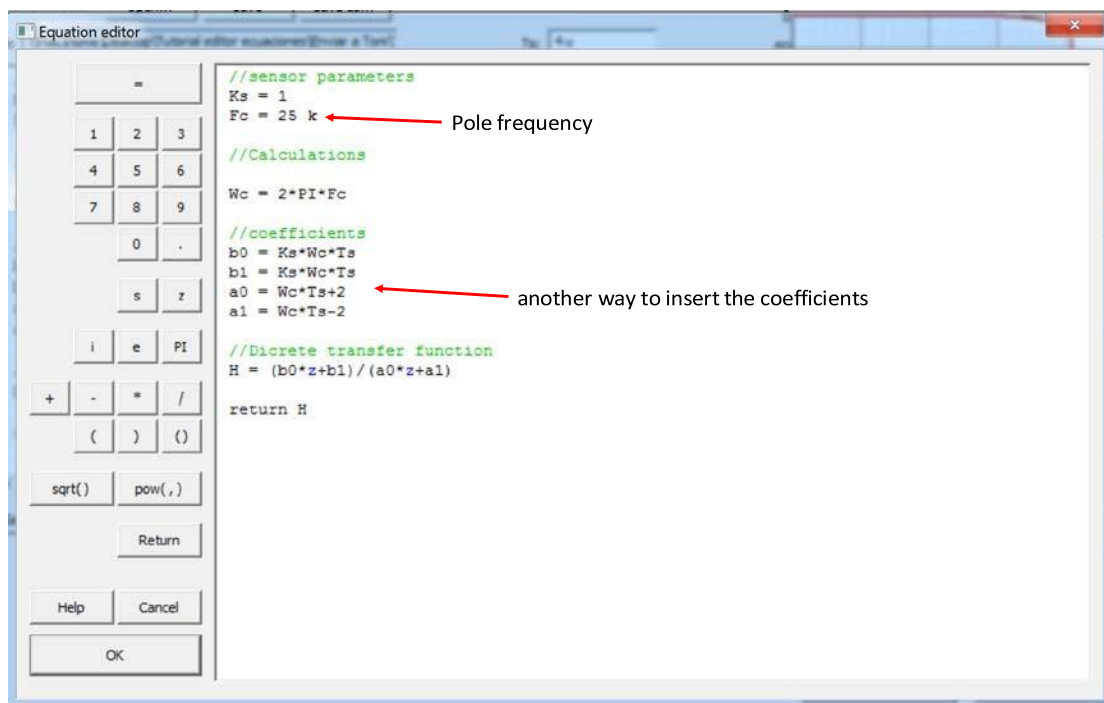 Equation editor
=
1 2 3
4 5 6
7 8 9
0 .
s z
i e PI
+ - * /
( ) ()
sqrt() pow(,)
Return
Help Cancel
OK
//sensor parameters
Ks = 1
Fc = 25 k
Pole frequency
//Calculations
Wc = 2*PI*Fc
//coefficients
b0 = Ks*Wc*Ts
b1 = Ks*Wc*Ts
a0 = Wc*Ts+2
another way to insert the coefficients
a1 = Wc*Ts-2
//Dicrete transfer function
H = (b0*z+b1)/(a0*z+a1)
return H